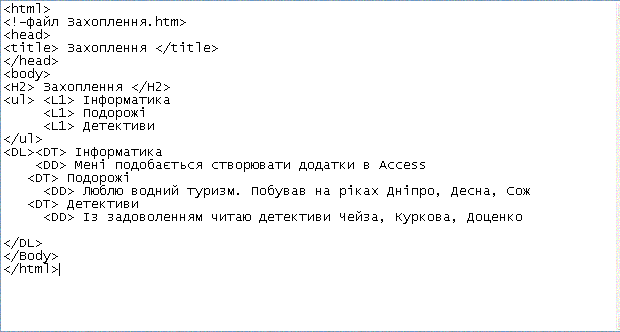 <html>
<!-файл Захоплення.htm>
<head>
<title> Захоплення </title>
</head>
<body>
<H2> Захоплення </H2>
<ul> <L1> Інформатика
<L1> Подорожі
<L1> Детективи
</ul>
<DL><DT> Інформатика
<DD> Мені подобається створювати додатки в Access
<DT> Подорожі
<DD> Люблю водний туризм. Побував на ріках Дніпро, Десна, Сож
<DT> Детективи
<DD> Із задоволенням читаю детективи Чейза, Куркова, Доценко
</DL>
</Body>
</html>